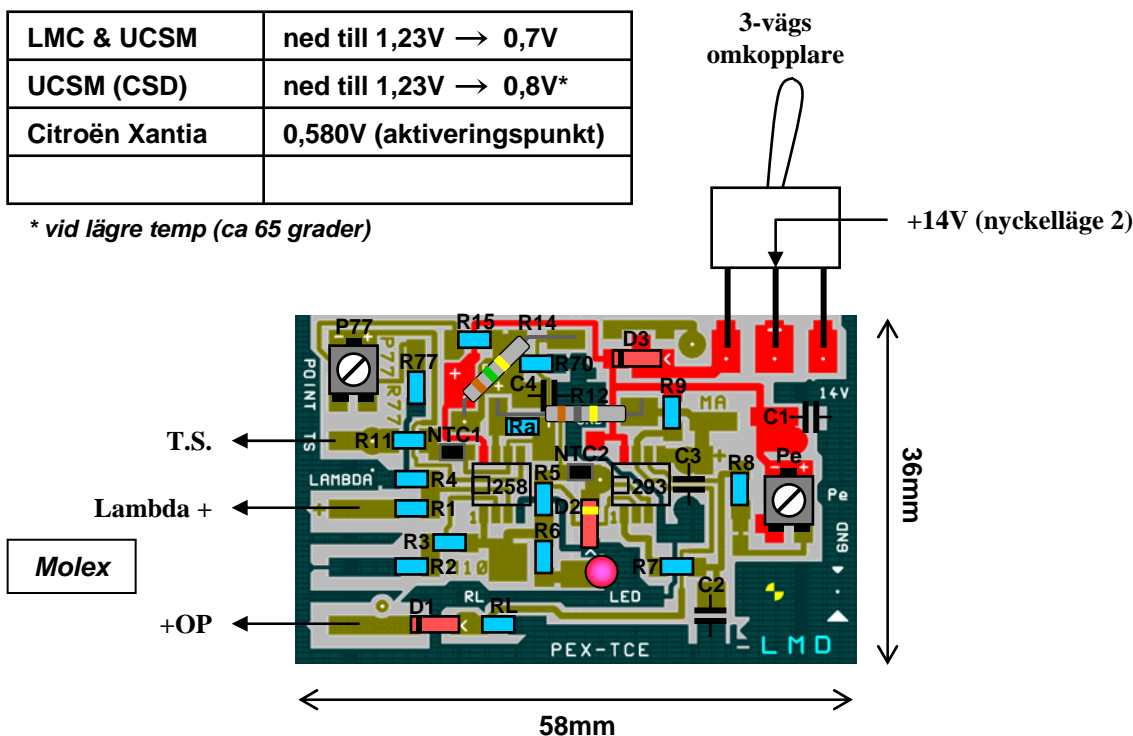 LMC & UCSM ned till 1,23V → 0,7V
UCSM (CSD) ned till 1,23V → 0,8V*
Citroën Xantia 0,580V (aktiveringspunkt)
* vid lägre temp (ca 65 grader)
3-vägs
omkopplare
+14V (nyckelläge 2)
P77
R15
R14
D3
R77
P77
R77
R70
C4
R12
R9
MA
14V
C1
POINT
TS
T.S.
R11
NTC1
Ra
GND
NTC2
C3
R8
Pe
LAMBDA
R4
258
R5
293
Pe
Lambda +
R1
D2
R6
GND
R3
R2
10
R7
Molex
RL
LED
C2
+OP
D1
RL
PEX-TCE
LMD
36mm
58mm